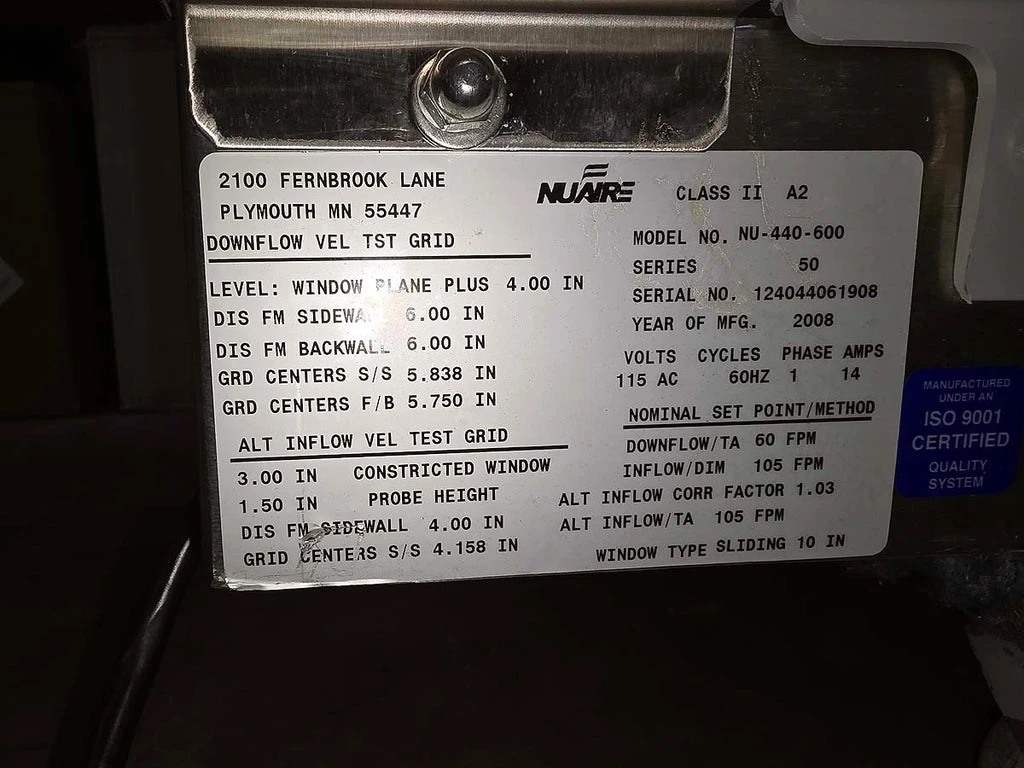 2100 FERNBROOK LANE
PLYMOUTH MN 55447
DOWNFLOW VEL TST GRID
LEVEL: WINDOW PLANE PLUS 4.00 IN
DIS FM SIDEWALL 6.00 IN
DIS FM BACKWALL 6.00 IN
GRD CENTERS S/S 5.838 IN
GRD CENTERS F/B 5.750 IN
ALT INFLOW VEL TEST GRID
3.00 IN CONSTRICTED WINDOW
1.50 IN PROBE HEIGHT
DIS FM SIDEWALL 4.00 IN
GRID CENTERS S/S 4.158 IN
NUAIRE CLASS II A2
MODEL NO. NU-440-600
SERIES 50
SERIAL NO. 124044061908
YEAR OF MFG. 2008
VOLTS CYCLES PHASE AMPS
115 AC 60HZ 1 14
NOMINAL SET POINT/METHOD
DOWNFLOW/TA 60 FPM
INFLOW/DIM 105 FPM
ALT INFLOW CORR FACTOR 1.03
ALT INFLOW/TA 105 FPM
WINDOW TYPE SLIDING 10 IN
MANUFACTURED
UNDER AN
ISO 9001
CERTIFIED
QUALITY
SYSTEM